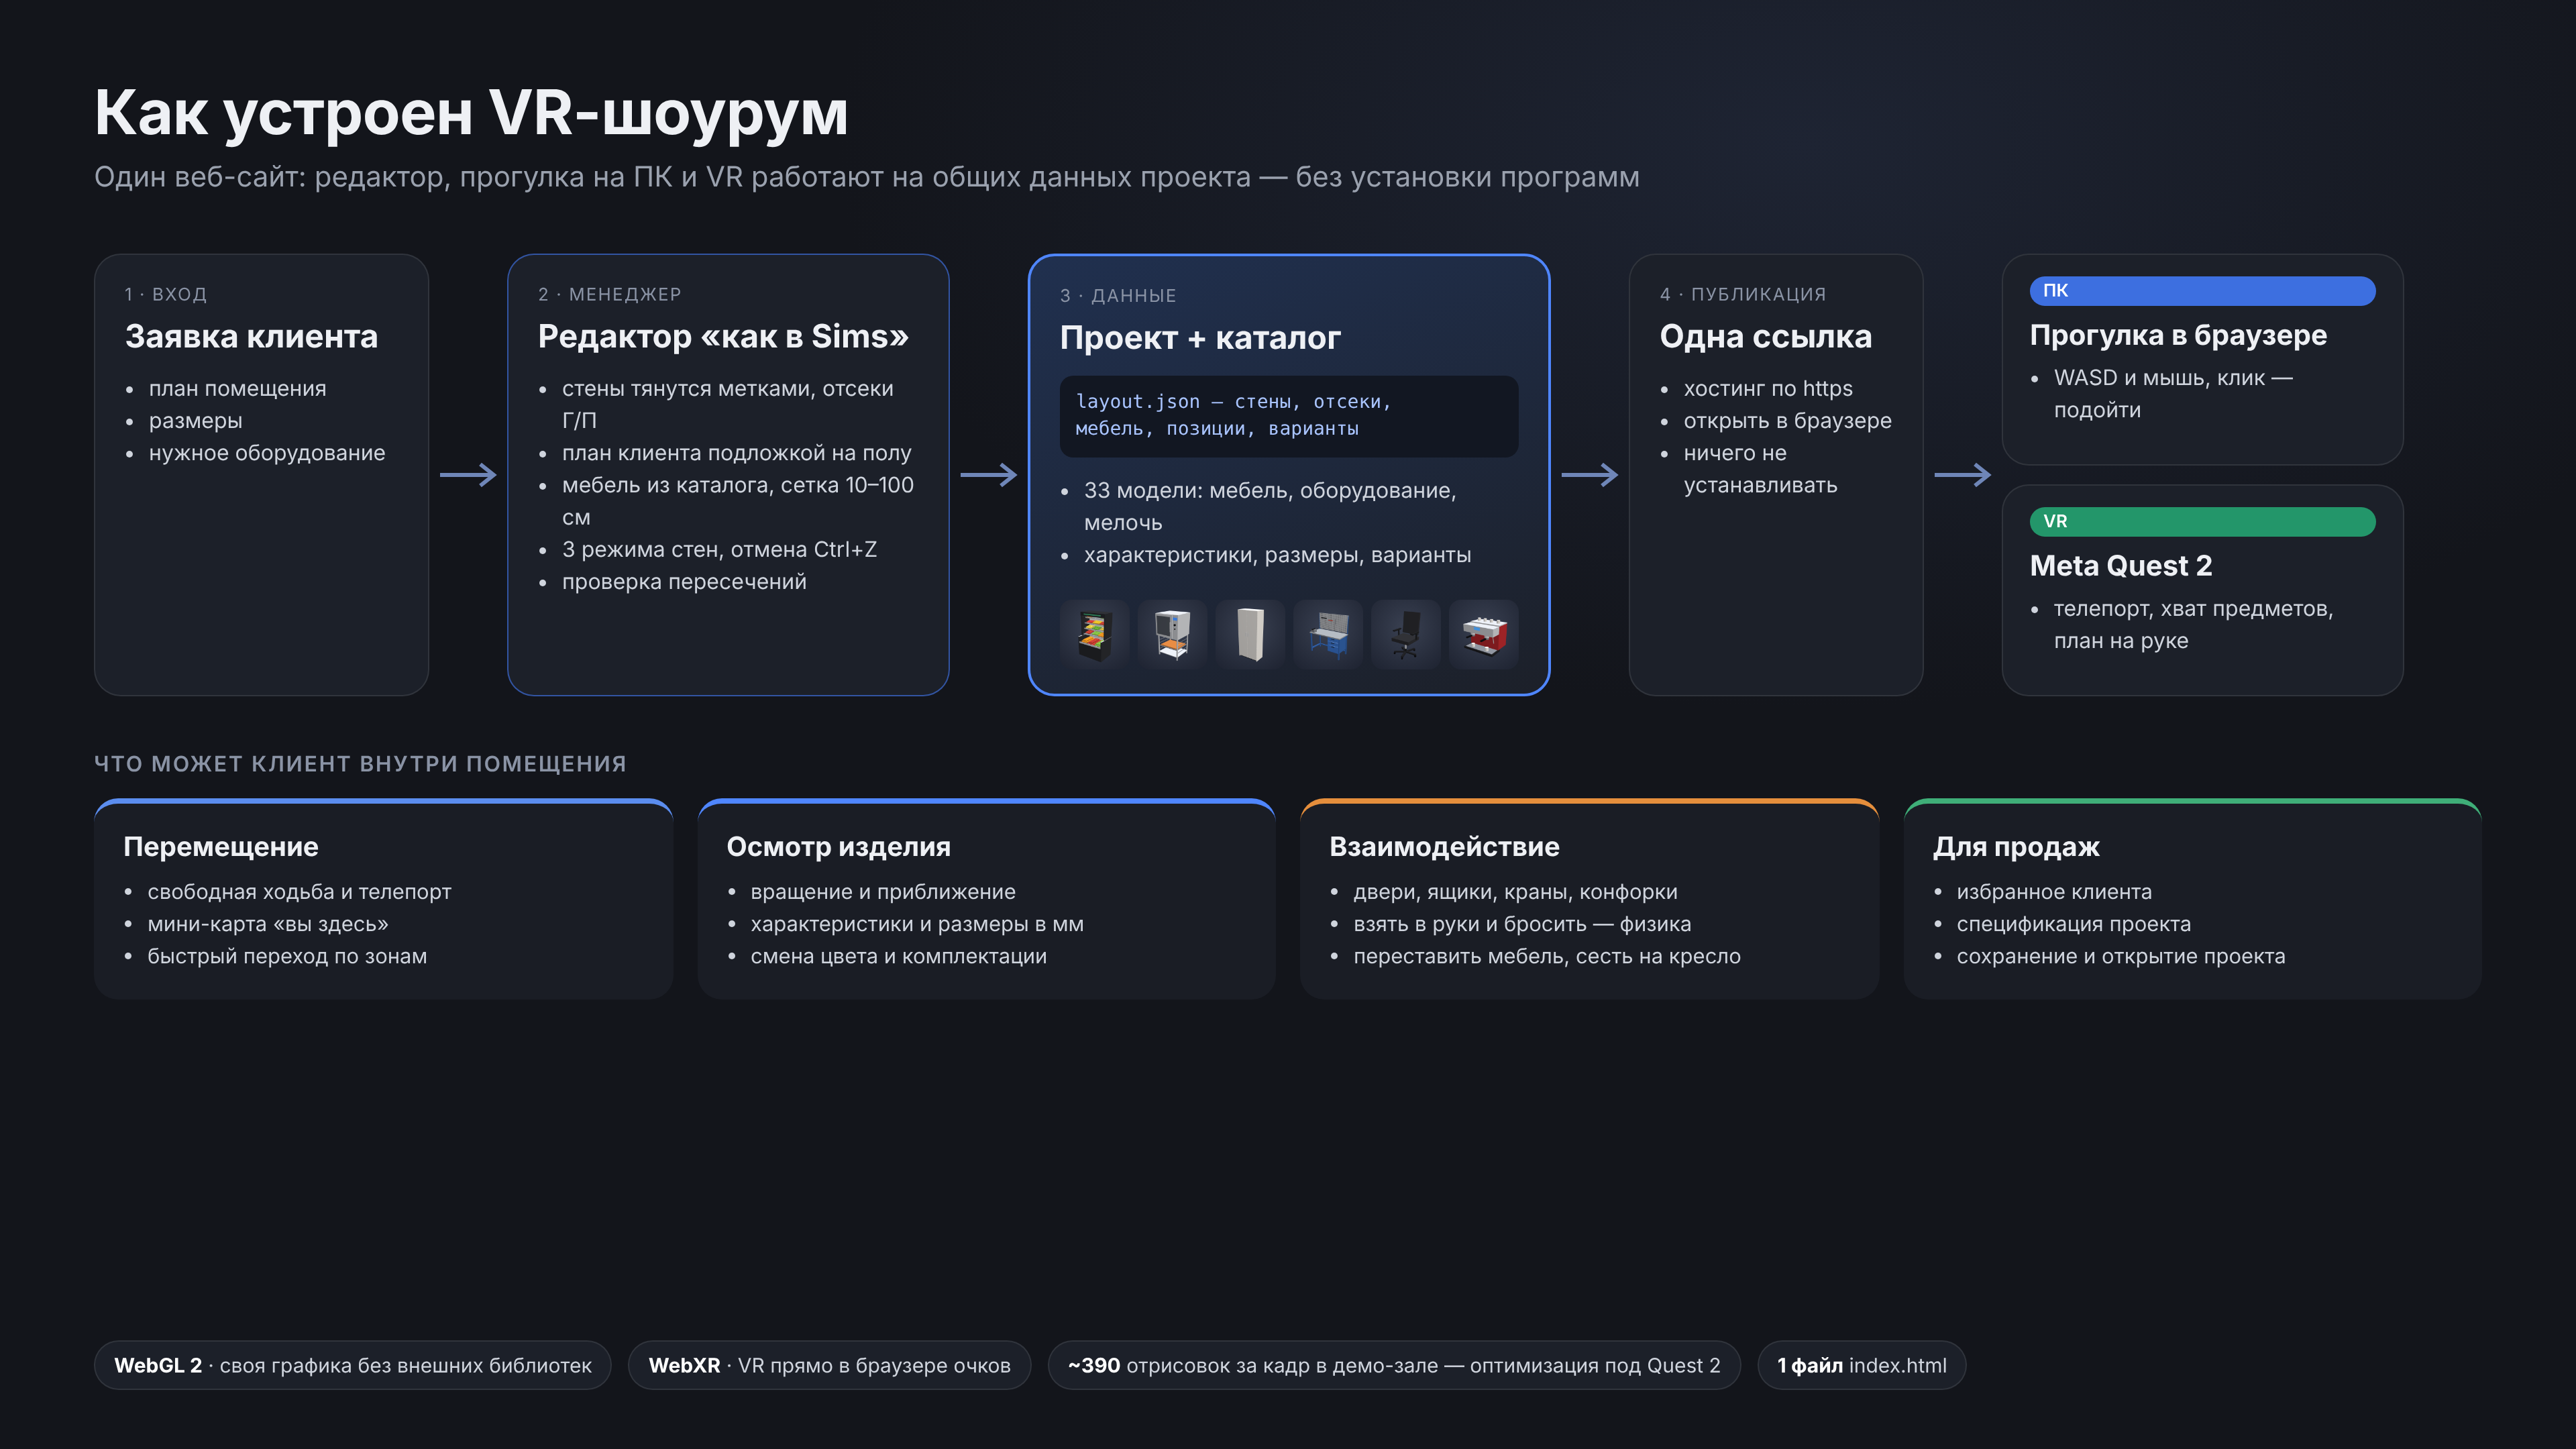 Как устроен VR-шоурум
Один веб-сайт: редактор, прогулка на ПК и VR работают на общих данных проекта — без установки программ
1 · ВХОД
Заявка клиента
• план помещения
• размеры
• нужное оборудование
2 · МЕНЕДЖЕР
Редактор «как в Sims»
• стены тянутся метками, отсеки
Г/П
• план клиента подложкой на полу
• мебель из каталога, сетка 10–100
см
• 3 режима стен, отмена Ctrl+Z
• проверка пересечений
3 · ДАННЫЕ
Проект + каталог
layout.json — стены, отсеки,
мебель, позиции, варианты
• 33 модели: мебель, оборудование,
мелочь
• характеристики, размеры, варианты
4 · ПУБЛИКАЦИЯ
Одна ссылка
• хостинг по https
• открыть в браузере
• ничего не
устанавливать
ПК
Прогулка в браузере
• WASD и мышь, клик —
подойти
VR
Meta Quest 2
• телепорт, хват предметов,
план на руке
ЧТО МОЖЕТ КЛИЕНТ ВНУТРИ ПОМЕЩЕНИЯ
Перемещение
• свободная ходьба и телепорт
• мини-карта «вы здесь»
• быстрый переход по зонам
Осмотр изделия
• вращение и приближение
• характеристики и размеры в мм
• смена цвета и комплектации
Взаимодействие
• двери, ящики, краны, конфорки
• взять в руки и бросить — физика
• переставить мебель, сесть на кресло
Для продаж
• избранное клиента
• спецификация проекта
• сохранение и открытие проекта
WebGL 2 · своя графика без внешних библиотек
WebXR · VR прямо в браузере очков
~390 отрисовок за кадр в демо-зале — оптимизация под Quest 2
1 файл index.html